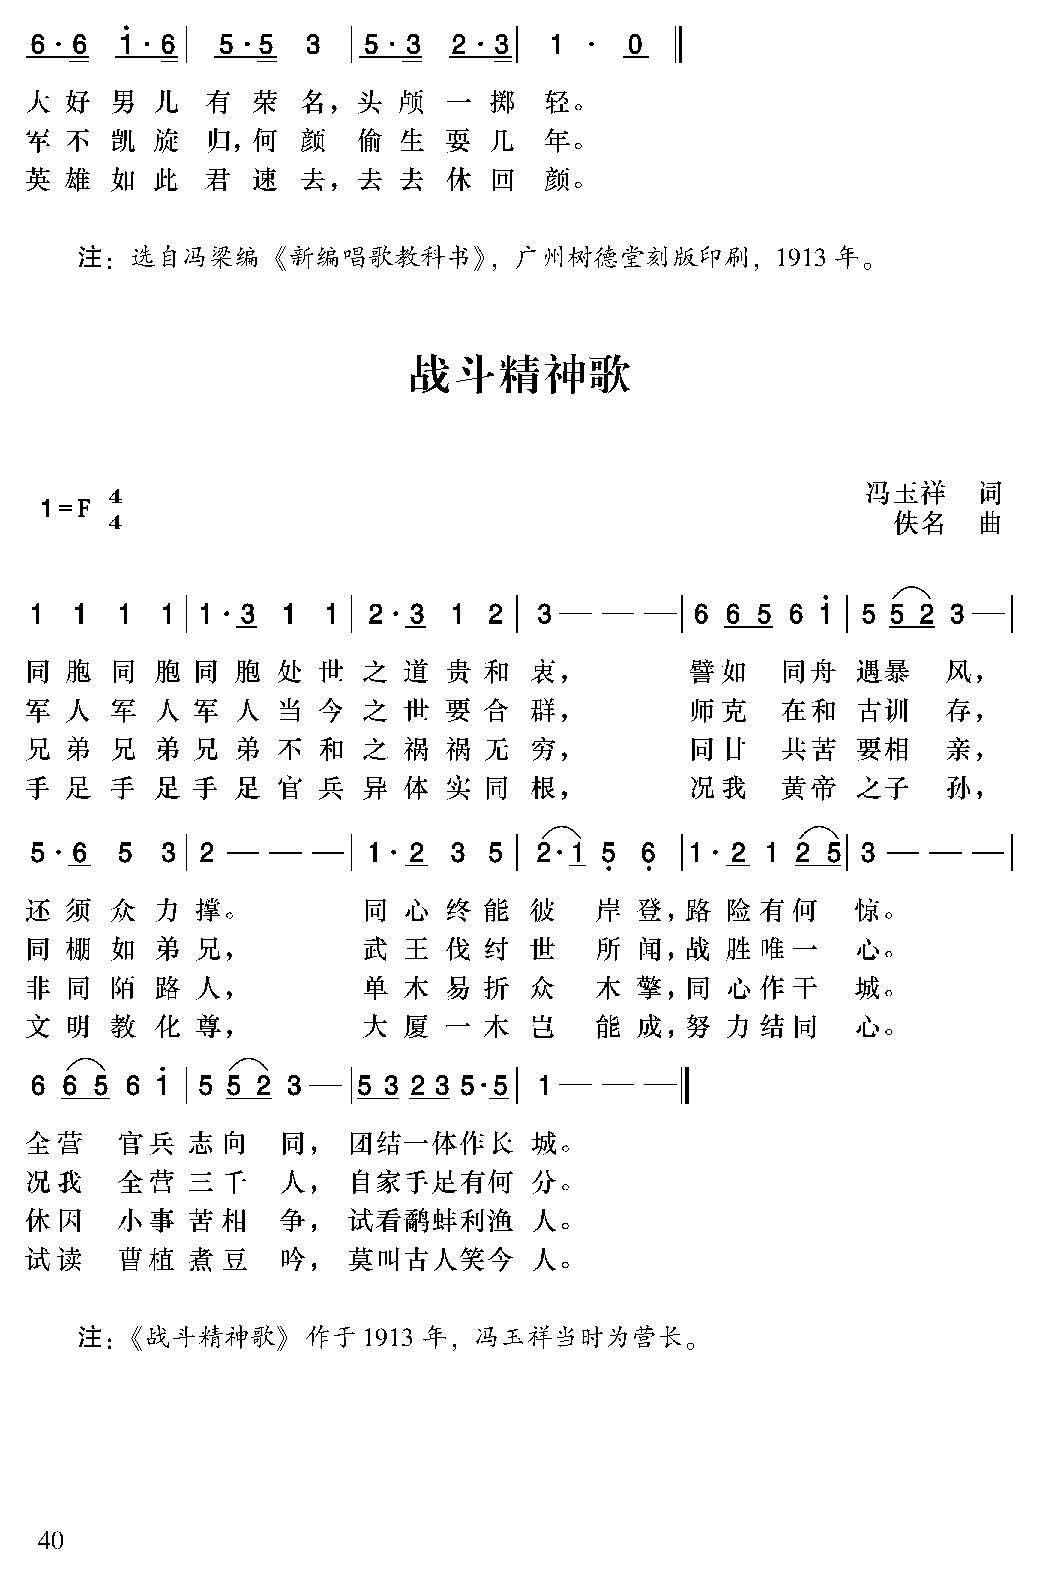 6·6 1̇·6 | 5·5 3 | 5·3 2·3 | 1 · 0 ‖
大好男儿有荣名，头颅一掷轻。
军不凯旋归，何颜偷生耍几年。
英雄如此君速去，去去休回颜。
注：选自冯梁编《新编唱歌教科书》，广州树德堂刻版印刷，1913 年。
战斗精神歌
1=F 4/4
冯玉祥 词
佚名 曲
1 1 1 1 | 1·3 1 1 | 2·3 1 2 | 3 — — — | 6 6 5 6 1̇ | 5 5 2 3 — |
同胞同胞同胞处世之道贵和衷， 譬如同舟遇暴风，
军人军人军人当今之世要合群， 师克在和古训存，
兄弟兄弟兄弟不和之祸祸无穷， 同甘共苦要相亲，
手足手足手足官兵异体实同根， 况我黄帝之子孙，
5·6 5 3 | 2 — — — | 1·2 3 5 | 2·1 5̣ 6̣ | 1·2 1 2 5 | 3 — — — |
还须众力撑。 同心终能彼岸登，路险有何惊。
同棚如弟兄， 武王伐纣世所闻，战胜唯一心。
非同陌路人， 单木易折众木擎，同心作干城。
文明教化尊， 大厦一木岂能成，努力结同心。
6 6 5 6 1̇ | 5 5 2 3 — | 5 3 2 3 5·5 | 1 — — — ‖
全营官兵志向同，团结一体作长城。
况我全营三千人，自家手足有何分。
休因小事苦相争，试看鹬蚌利渔人。
试读曹植煮豆吟，莫叫古人笑今人。
注：《战斗精神歌》作于 1913 年，冯玉祥当时为营长。
40